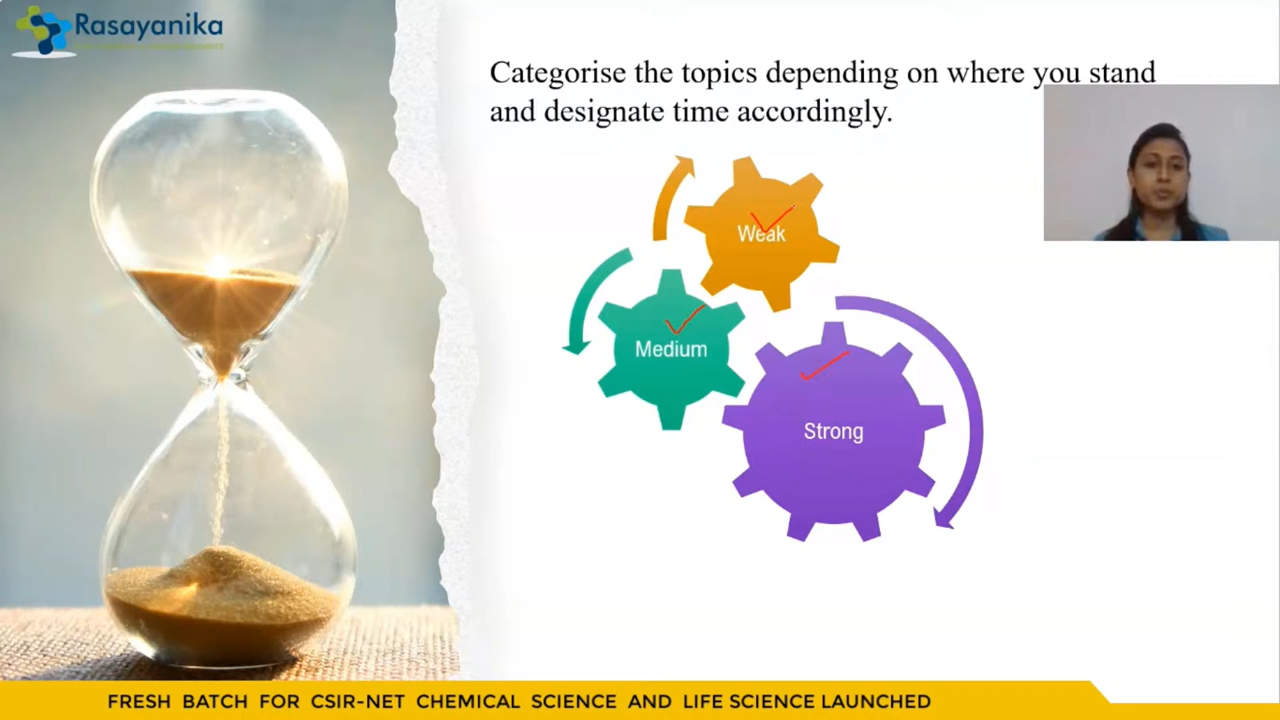 Rasayanika
Categorise the topics depending on where you stand
and designate time accordingly.
Weak
Medium
Strong
FRESH BATCH FOR CSIR-NET CHEMICAL SCIENCE AND LIFE SCIENCE LAUNCHED